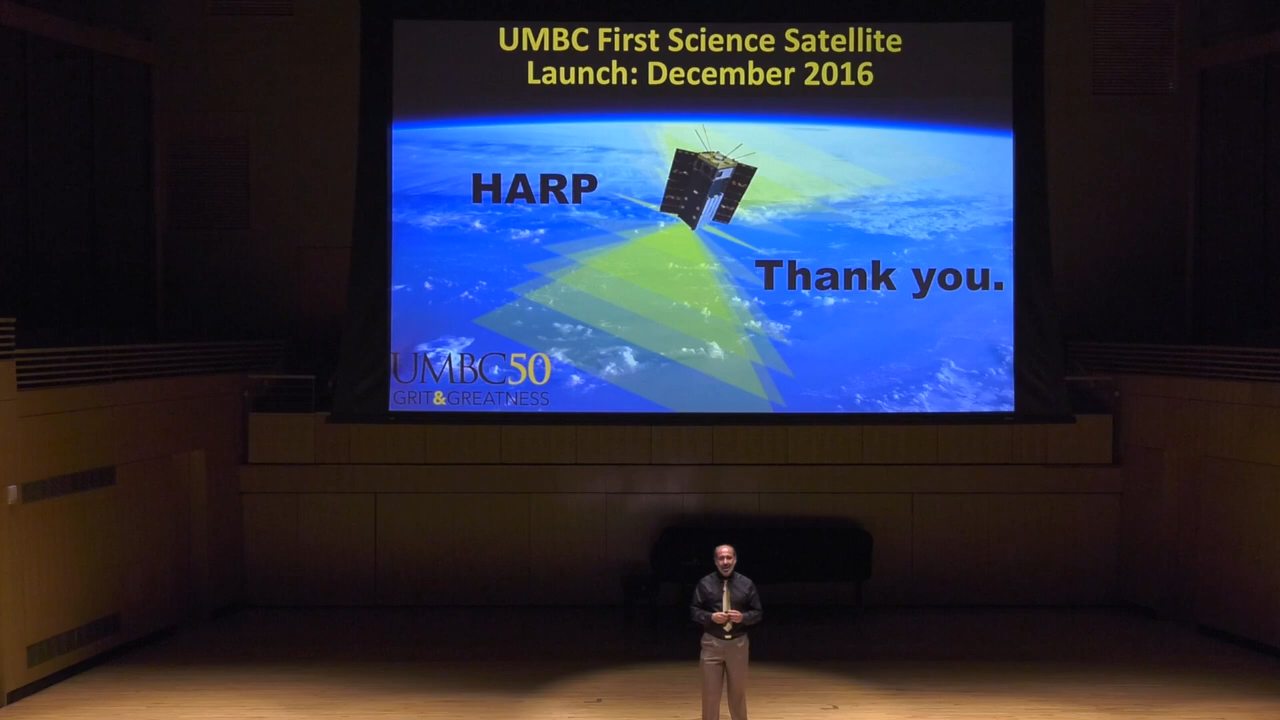 UMBC First Science Satellite
Launch: December 2016
HARP
Thank you.
UMBC50
GRIT&GREATNESS